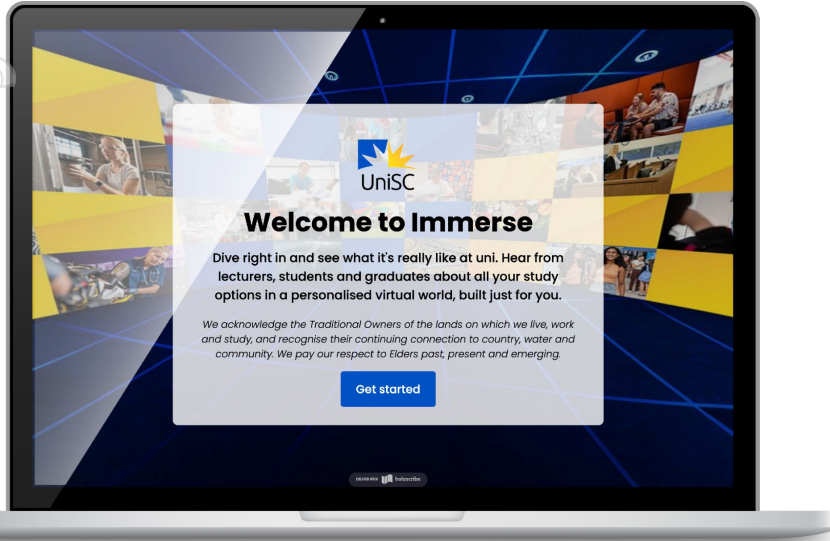 UniSC
Welcome to Immerse
Dive right in and see what it's really like at uni. Hear from
lecturers, students and graduates about all your study
options in a personalised virtual world, built just for you.
We acknowledge the Traditional Owners of the lands on which we live, work
and study, and recognise their continuing connection to country, water and
community. We pay our respect to Elders past, present and emerging.
Get started
CREATED WITH holoscribe